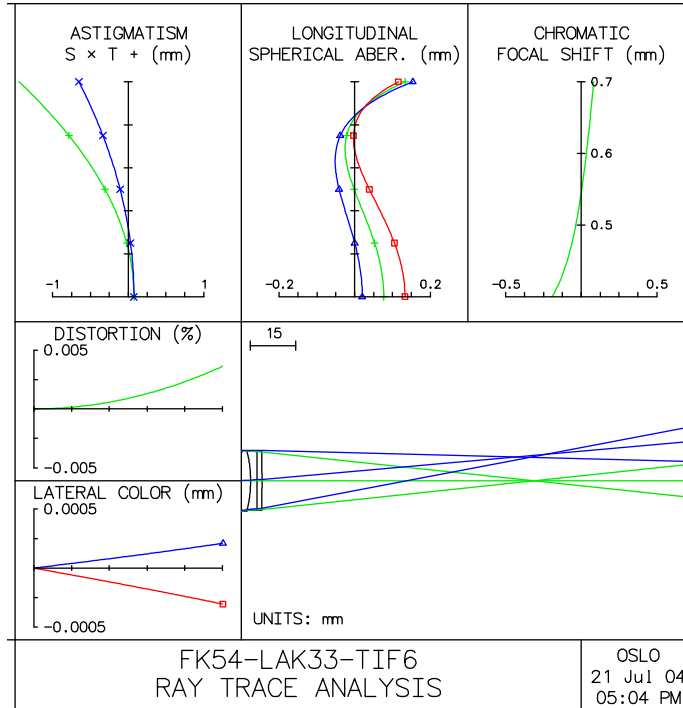 ASTIGMATISM
S × T + (mm)
-1
1
LONGITUDINAL
SPHERICAL ABER. (mm)
-0.2
0.2
CHROMATIC
FOCAL SHIFT (mm)
0.7
0.6
0.5
-0.5
0.5
DISTORTION (%)
0.005
-0.005
LATERAL COLOR (mm)
0.0005
-0.0005
15
UNITS: mm
FK54-LAK33-TIF6
RAY TRACE ANALYSIS
OSLO
21 Jul 04
05:04 PM